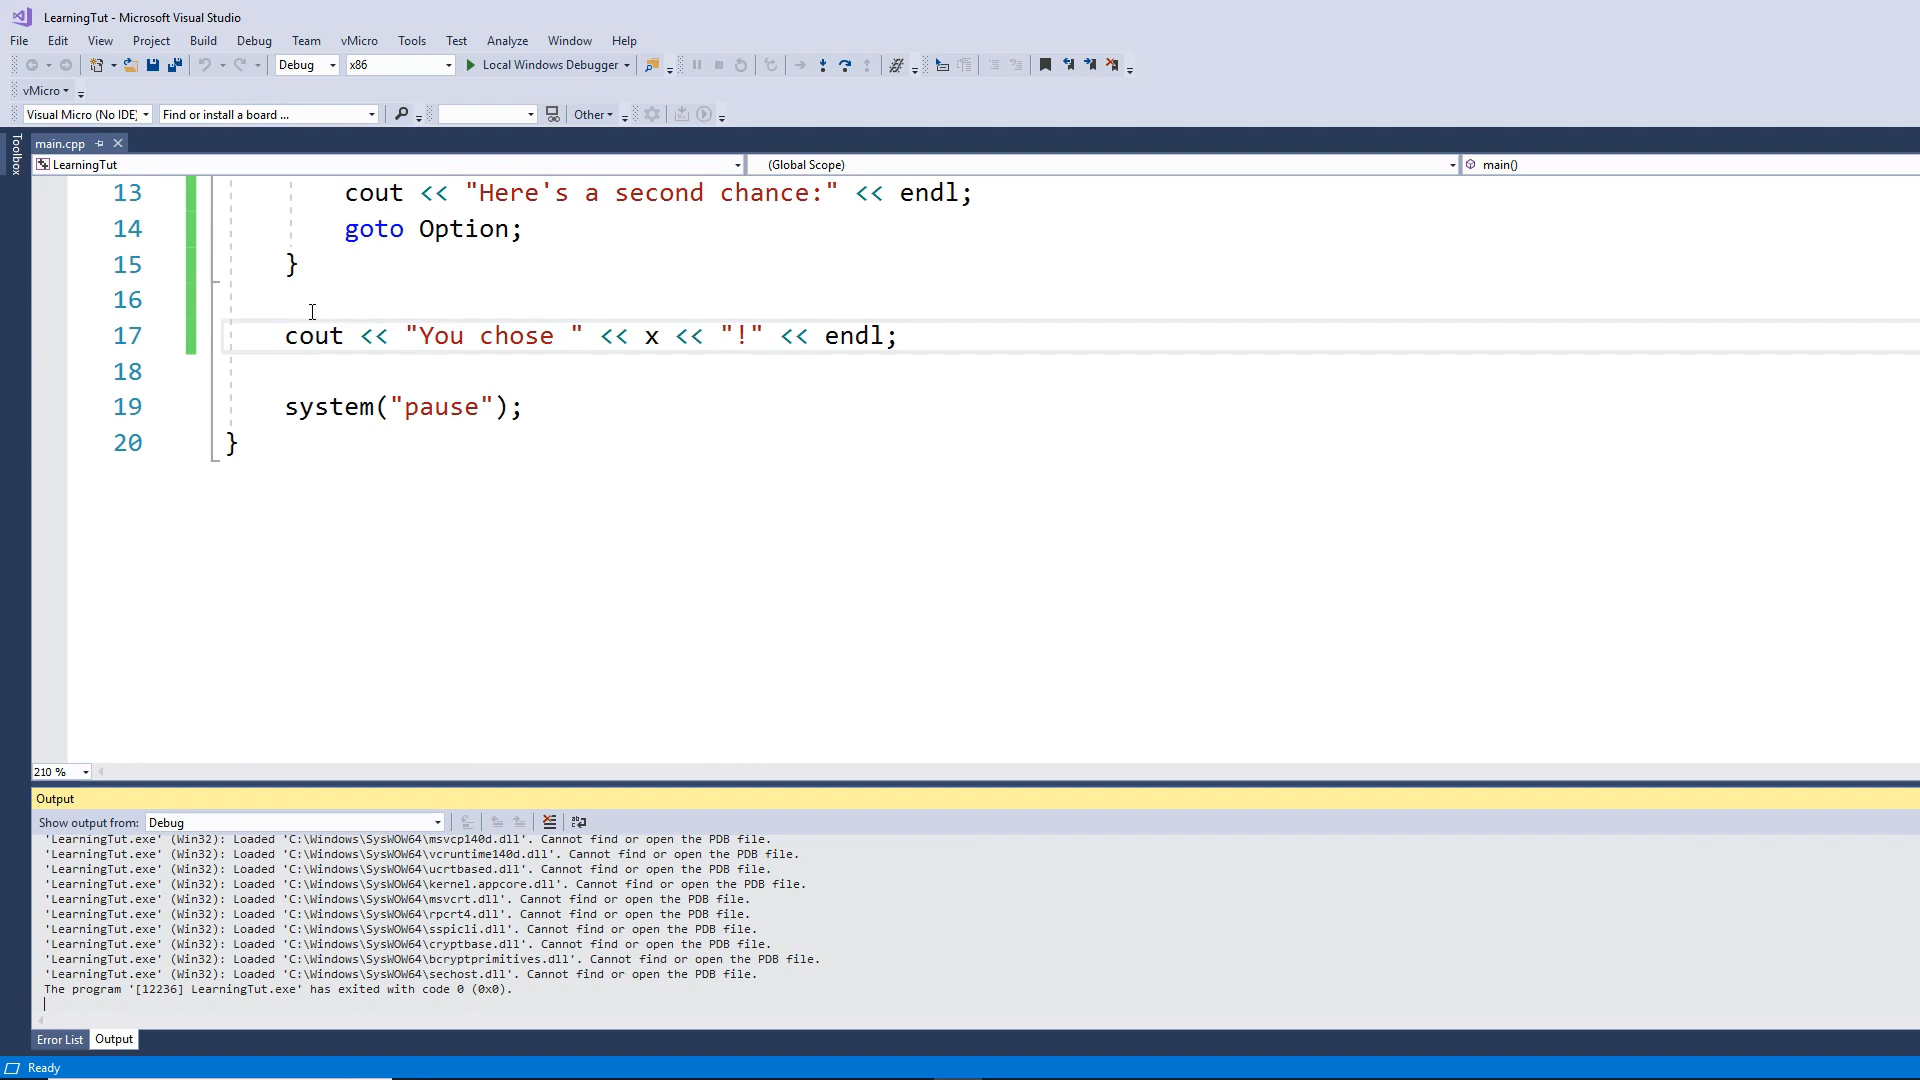 LearningTut - Microsoft Visual Studio
File Edit View Project Build Debug Team vMicro Tools Test Analyze Window Help
Debug x86 Local Windows Debugger
vMicro
Visual Micro (No IDE) Find or install a board ... Other
Toolbox
main.cpp
LearningTut (Global Scope) main()
13 cout << "Here's a second chance:" << endl;
14 goto Option;
15 }
16
17 cout << "You chose " << x << "!" << endl;
18
19 system("pause");
20 }
210 %
Output
Show output from: Debug
'LearningTut.exe' (Win32): Loaded 'C:\Windows\SysWOW64\msvcp140d.dll'. Cannot find or open the PDB file.
'LearningTut.exe' (Win32): Loaded 'C:\Windows\SysWOW64\vcruntime140d.dll'. Cannot find or open the PDB file.
'LearningTut.exe' (Win32): Loaded 'C:\Windows\SysWOW64\ucrtbased.dll'. Cannot find or open the PDB file.
'LearningTut.exe' (Win32): Loaded 'C:\Windows\SysWOW64\kernel.appcore.dll'. Cannot find or open the PDB file.
'LearningTut.exe' (Win32): Loaded 'C:\Windows\SysWOW64\msvcrt.dll'. Cannot find or open the PDB file.
'LearningTut.exe' (Win32): Loaded 'C:\Windows\SysWOW64\rpcrt4.dll'. Cannot find or open the PDB file.
'LearningTut.exe' (Win32): Loaded 'C:\Windows\SysWOW64\sspicli.dll'. Cannot find or open the PDB file.
'LearningTut.exe' (Win32): Loaded 'C:\Windows\SysWOW64\cryptbase.dll'. Cannot find or open the PDB file.
'LearningTut.exe' (Win32): Loaded 'C:\Windows\SysWOW64\bcryptprimitives.dll'. Cannot find or open the PDB file.
'LearningTut.exe' (Win32): Loaded 'C:\Windows\SysWOW64\sechost.dll'. Cannot find or open the PDB file.
The program '[12236] LearningTut.exe' has exited with code 0 (0x0).
Error List Output
Ready